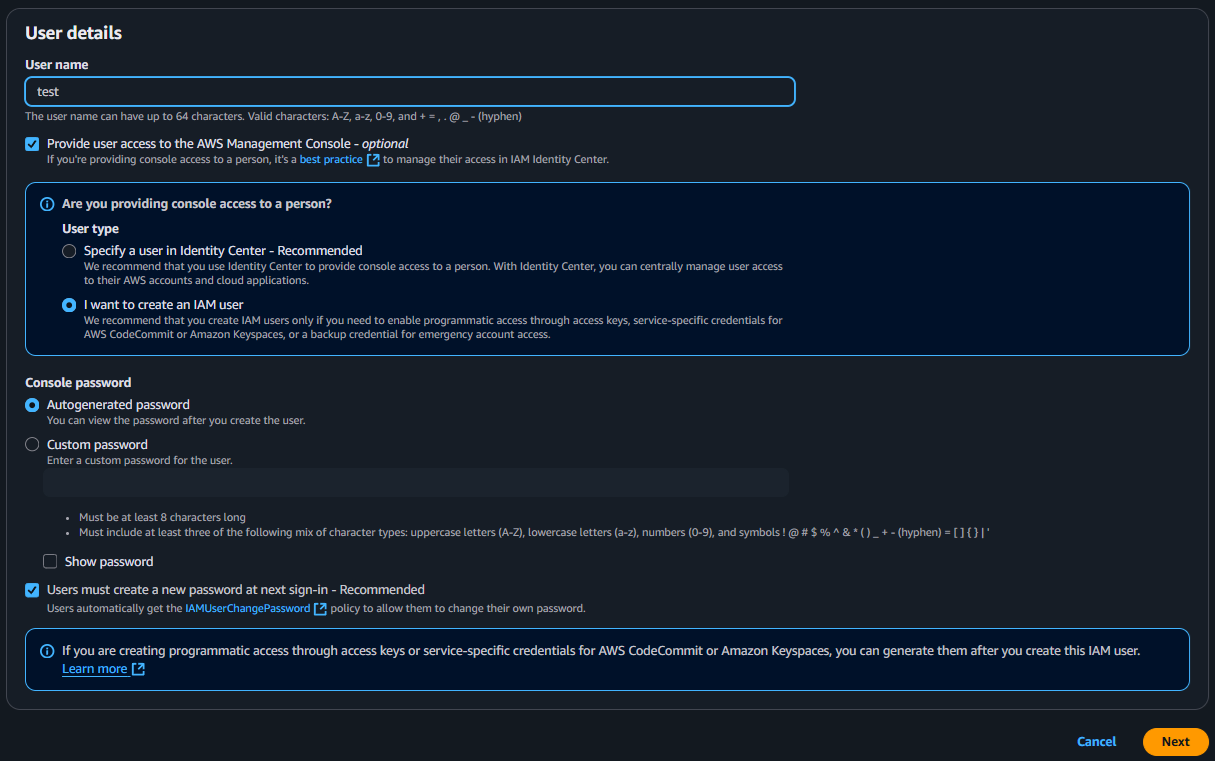 User details
User name
test
The user name can have up to 64 characters. Valid characters: A-Z, a-z, 0-9, and + = , . @ _ - (hyphen)
Provide user access to the AWS Management Console - optional
If you're providing console access to a person, it's a best practice to manage their access in IAM Identity Center.
Are you providing console access to a person?
User type
Specify a user in Identity Center - Recommended
We recommend that you use Identity Center to provide console access to a person. With Identity Center, you can centrally manage user access
to their AWS accounts and cloud applications.
I want to create an IAM user
We recommend that you create IAM users only if you need to enable programmatic access through access keys, service-specific credentials for
AWS CodeCommit or Amazon Keyspaces, or a backup credential for emergency account access.
Console password
Autogenerated password
You can view the password after you create the user.
Custom password
Enter a custom password for the user.
• Must be at least 8 characters long
• Must include at least three of the following mix of character types: uppercase letters (A-Z), lowercase letters (a-z), numbers (0-9), and symbols ! @ # $ % ^ & * ( ) _ + - (hyphen) = [ ] { } | '
Show password
Users must create a new password at next sign-in - Recommended
Users automatically get the IAMUserChangePassword policy to allow them to change their own password.
If you are creating programmatic access through access keys or service-specific credentials for AWS CodeCommit or Amazon Keyspaces, you can generate them after you create this IAM user.
Learn more
Cancel
Next